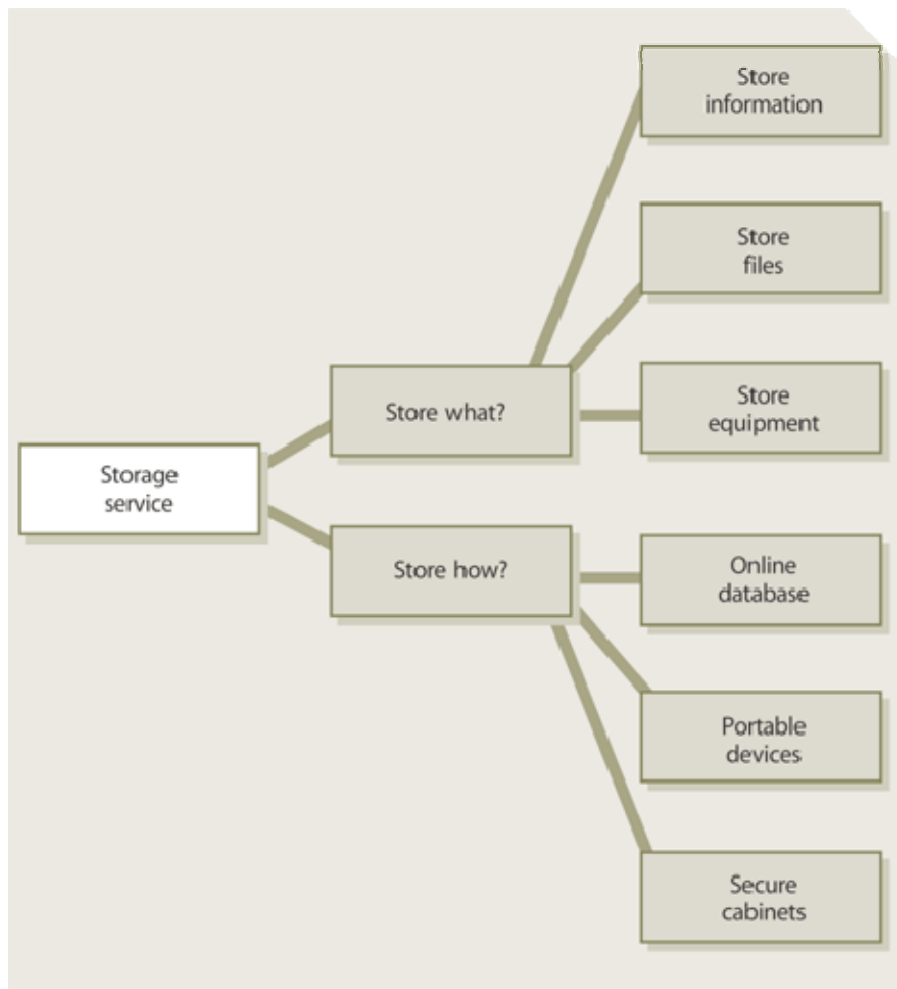 Store
information
Store
files
Store
equipment
Store what?
Storage
service
Store how?
Online
database
Portable
devices
Secure
cabinets